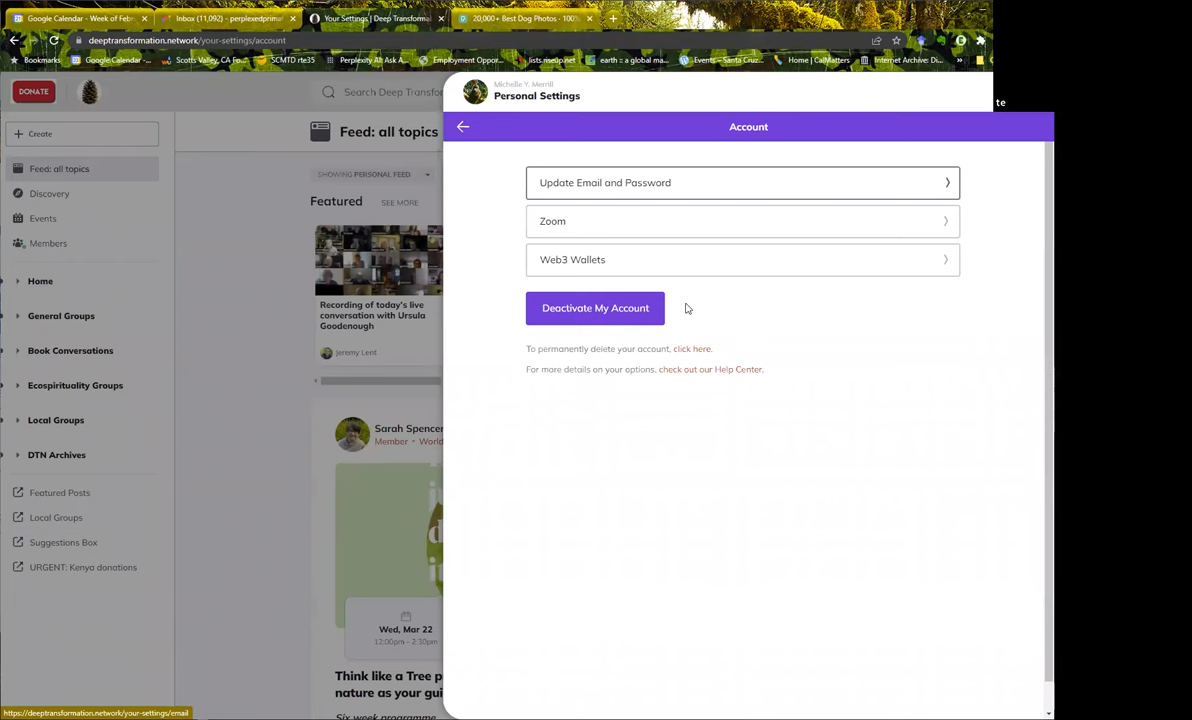 Google Calendar - Week of Febr
Inbox (11,092) - perplexedprima
Your Settings | Deep Transforma
20,000+ Best Dog Photos · 100%
deeptransformation.network/your-settings/account
Bookmarks
Google Calendar -...
Scotts Valley, CA Fo...
SCMTD rte35
Perplexity AI: Ask A...
Employment Oppor...
lists.riseup.net
earth :: a global ma...
Events – Santa Cruz...
Home | CalMatters
Internet Archive: Di...
»
DONATE
Search Deep Transfor
Michelle Y. Merrill
Personal Settings
te
Create
Feed: all topics
Account
Feed: all topics
Discovery
Events
Members
SHOWING PERSONAL FEED
Featured
SEE MORE
Update Email and Password
Zoom
Web3 Wallets
Deactivate My Account
To permanently delete your account, click here.
For more details on your options, check out our Help Center.
Recording of today's live
conversation with Ursula
Goodenough
Jeremy Lent
Home
General Groups
Book Conversations
Ecospirituality Groups
Local Groups
DTN Archives
Featured Posts
Local Groups
Suggestions Box
URGENT: Kenya donations
Sarah Spencer
Member • World
Wed, Mar 22
12:00pm - 2:30pm
Think like a Tree p
nature as your gui
Six week programme
https://deeptransformation.network/your-settings/email